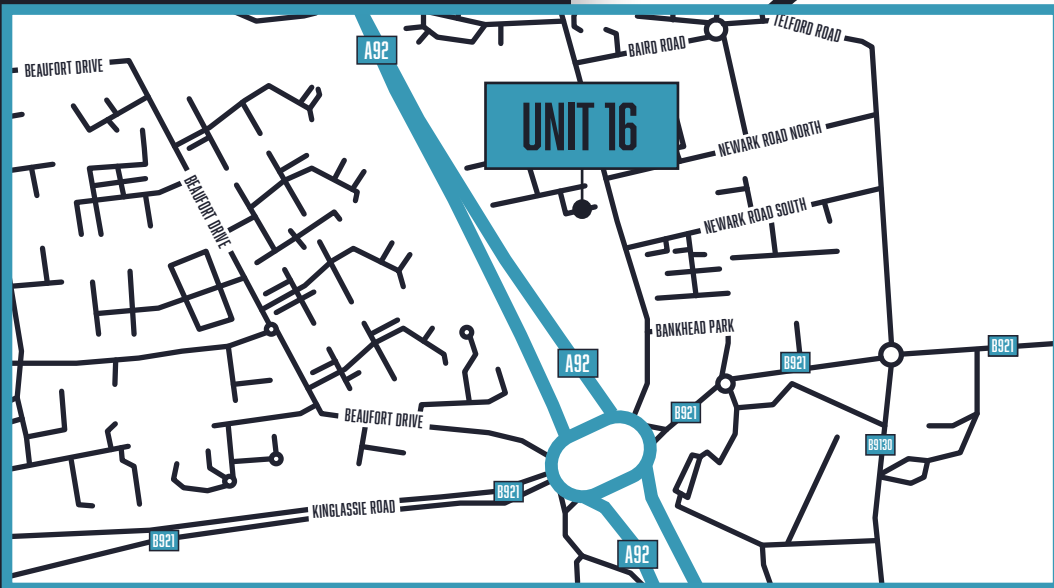 TELFORD ROAD
A92
BAIRD ROAD
BEAUFORT DRIVE
UNIT 16
NEWARK ROAD NORTH
BEAUFORT DRIVE
NEWARK ROAD SOUTH
BANKHEAD PARK
B921
A92
B921
B921
BEAUFORT DRIVE
B9130
B921
KINGLASSIE ROAD
B921
A92